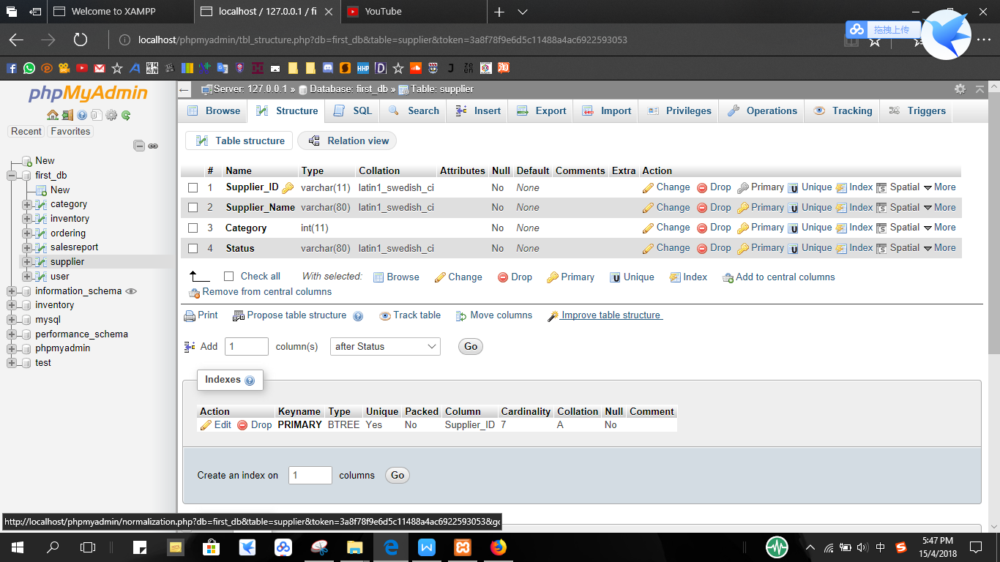 Welcome to XAMPP
localhost / 127.0.0.1 / fi
YouTube
拖拽上传
localhost/phpmyadmin/tbl_structure.php?db=first_db&table=supplier&token=3a8f78f9e6d5c11488a4ac6922593053
phpMyAdmin
Recent Favorites
New
first_db
New
category
inventory
ordering
salesreport
supplier
user
information_schema
inventory
mysql
performance_schema
phpmyadmin
test
Server: 127.0.0.1 » Database: first_db » Table: supplier
Browse Structure SQL Search Insert Export Import Privileges Operations Tracking Triggers
Table structure Relation view
# Name Type Collation Attributes Null Default Comments Extra Action
1 Supplier_ID varchar(11) latin1_swedish_ci No None Change Drop Primary Unique Index Spatial More
2 Supplier_Name varchar(80) latin1_swedish_ci No None Change Drop Primary Unique Index Spatial More
3 Category int(11) No None Change Drop Primary Unique Index Spatial More
4 Status varchar(80) latin1_swedish_ci No None Change Drop Primary Unique Index Spatial More
Check all With selected: Browse Change Drop Primary Unique Index Add to central columns
Remove from central columns
Print Propose table structure Track table Move columns Improve table structure
Add 1 column(s) after Status Go
Indexes
Action Keyname Type Unique Packed Column Cardinality Collation Null Comment
Edit Drop PRIMARY BTREE Yes No Supplier_ID 7 A No
Create an index on 1 columns Go
http://localhost/phpmyadmin/normalization.php?db=first_db&table=supplier&token=3a8f78f9e6d5c11488a4ac6922593053&go
中
5:47 PM
15/4/2018